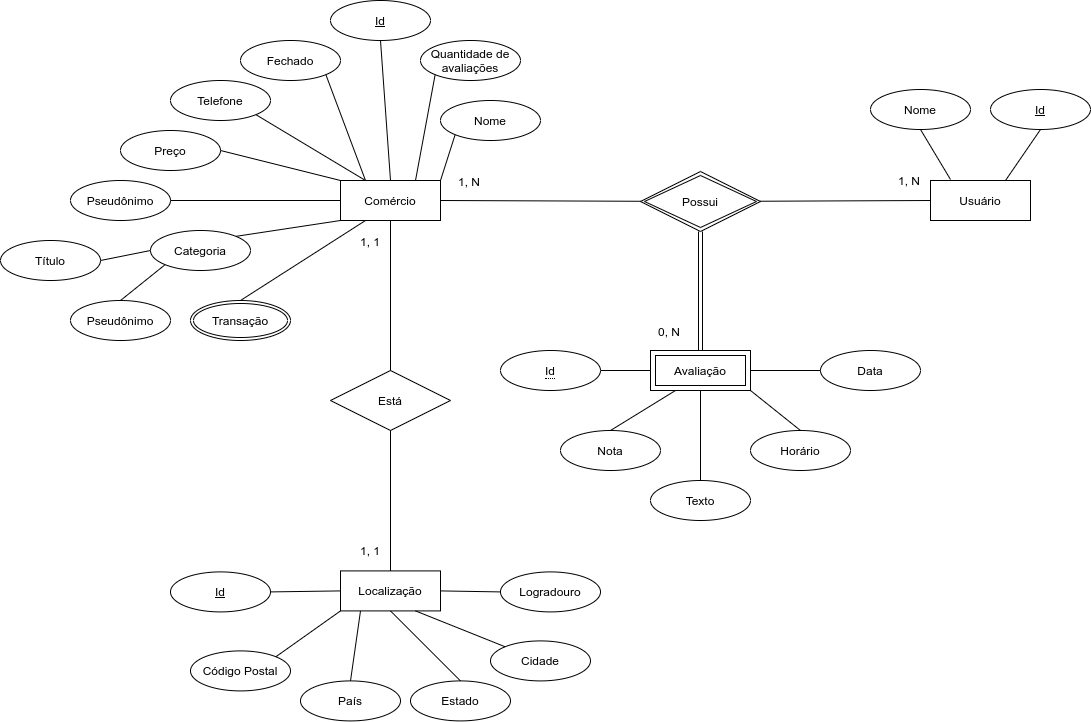 Id
Fechado
Quantidade de
avaliações
Telefone
Nome
Nome
Id
Preço
1, N
1, N
Pseudônimo
Comércio
Possui
Usuário
1, 1
Categoria
Título
Pseudônimo
Transação
0, N
Id
Avaliação
Data
Está
Nota
Horário
Texto
1, 1
Id
Localização
Logradouro
Código Postal
Cidade
País
Estado